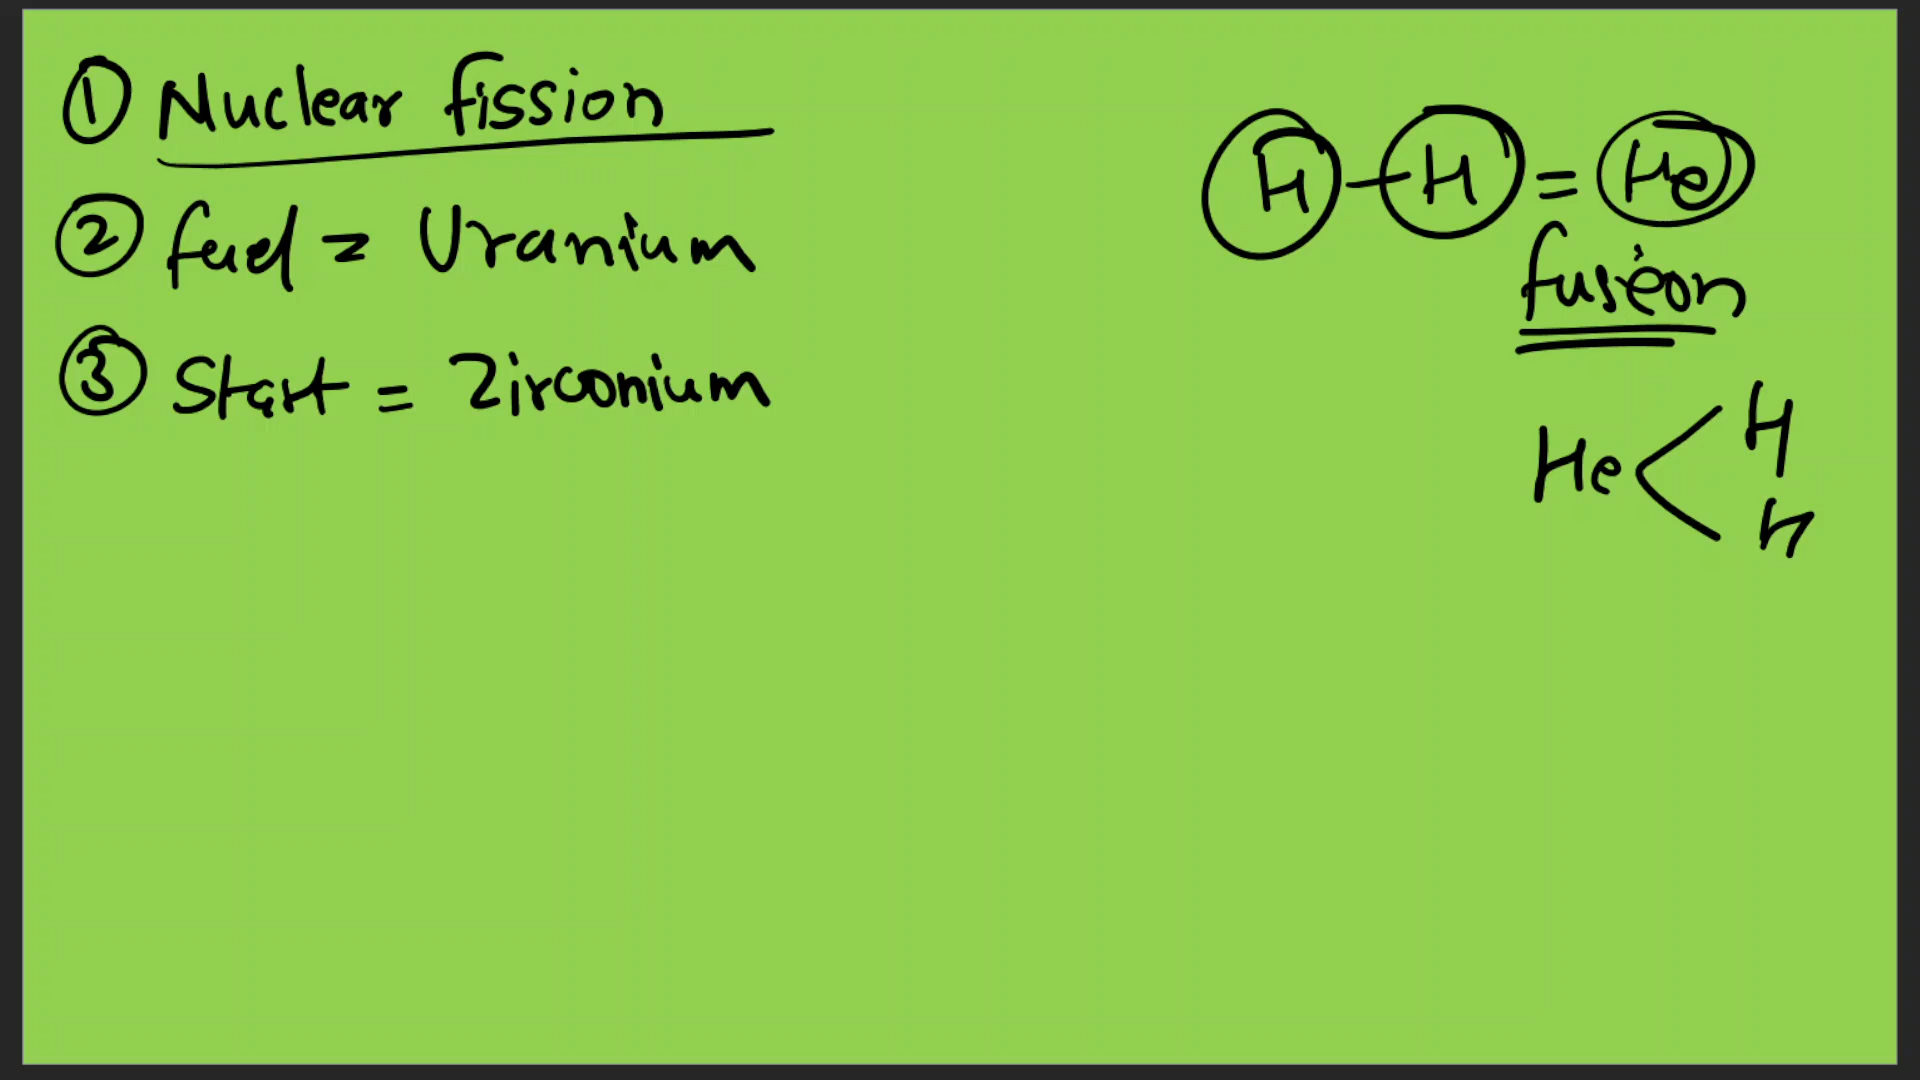 ① Nuclear fission
② fuel = Uranium
③ Start = Zirconium
H - H = He
fusion
He < H
H